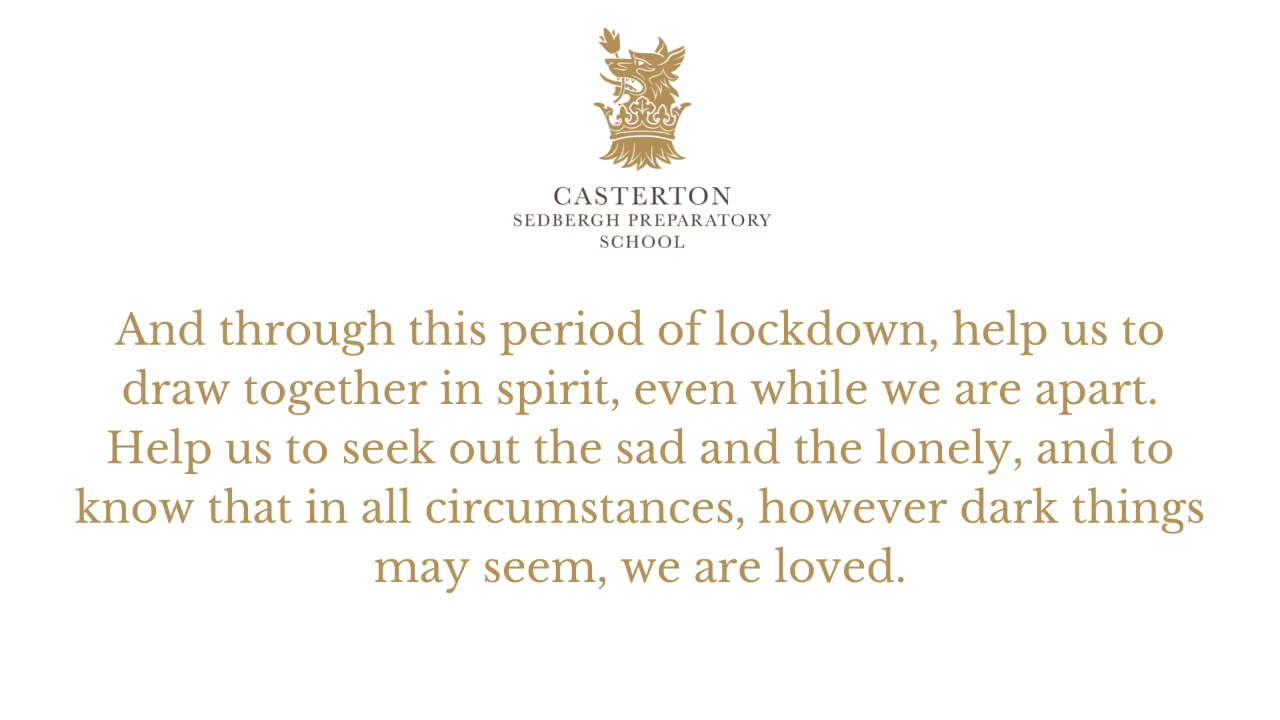 CASTERTON
SEDBERGH PREPARATORY
SCHOOL
And through this period of lockdown, help us to
draw together in spirit, even while we are apart.
Help us to seek out the sad and the lonely, and to
know that in all circumstances, however dark things
may seem, we are loved.